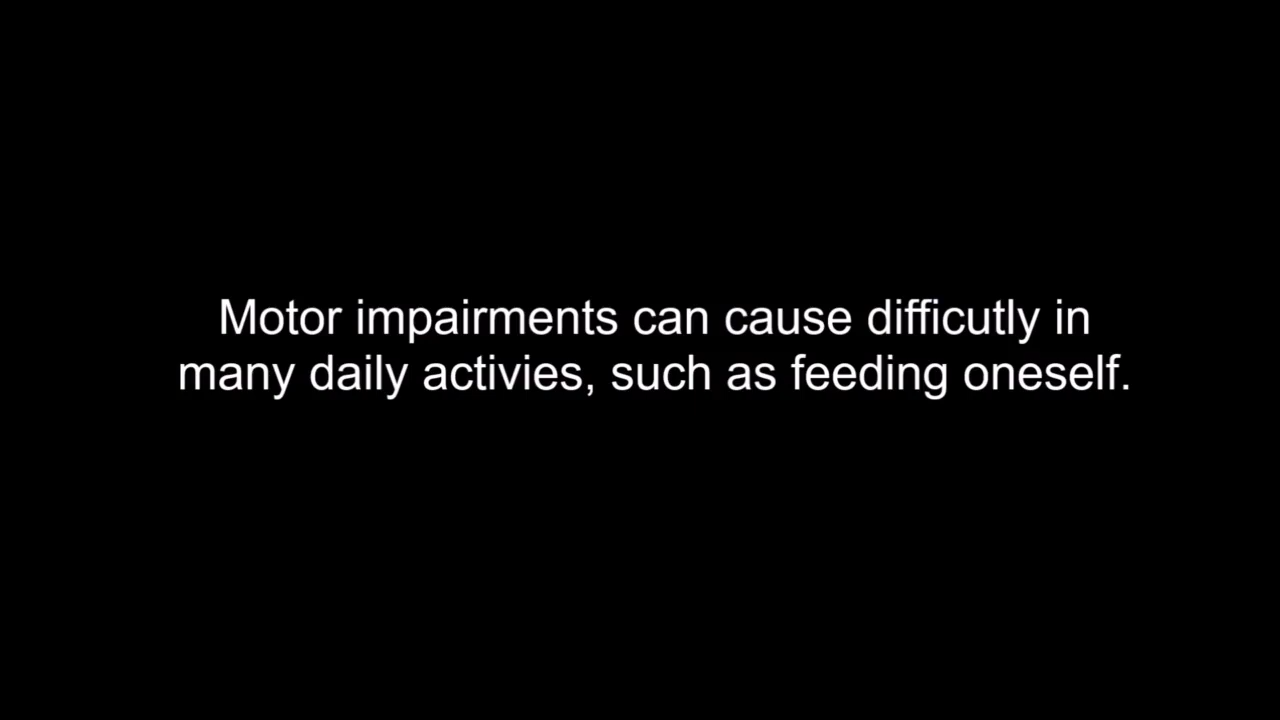 Motor impairments can cause difficutly in
many daily activies, such as feeding oneself.